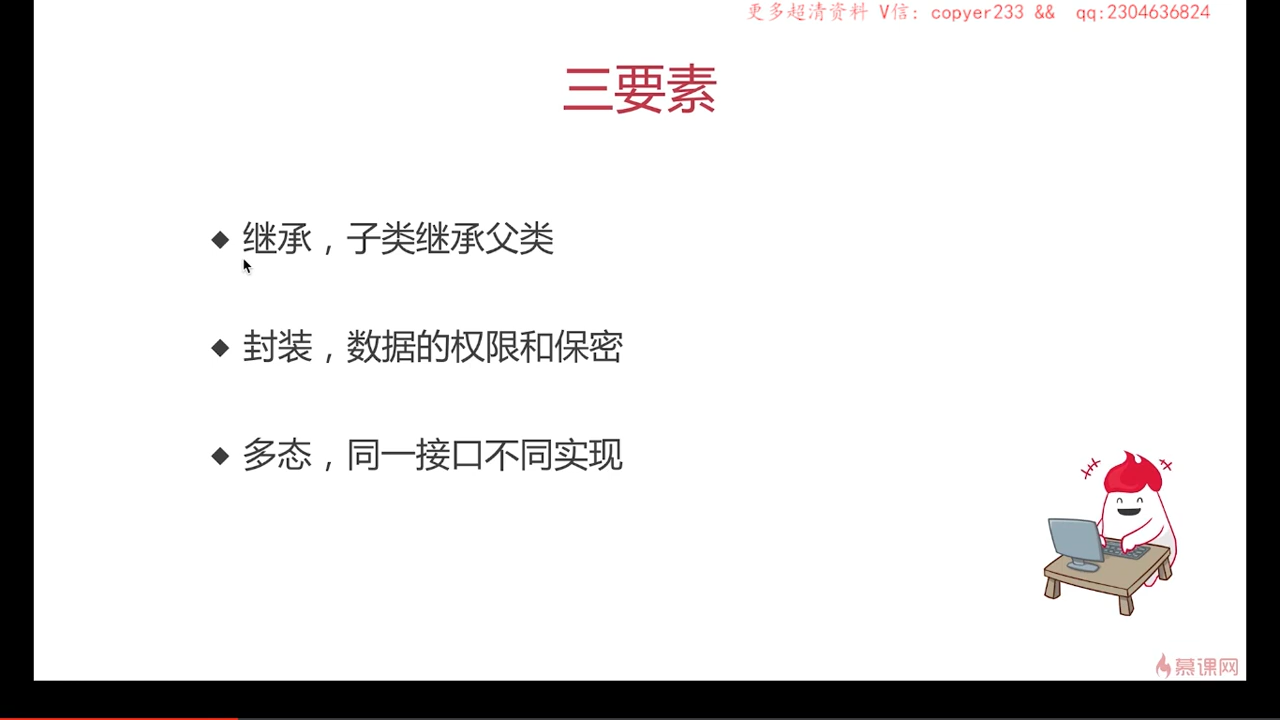 更多超清资料 V信: copyer233 && qq:2304636824
三要素
◆ 继承，子类继承父类
◆ 封装，数据的权限和保密
◆ 多态，同一接口不同实现
慕课网